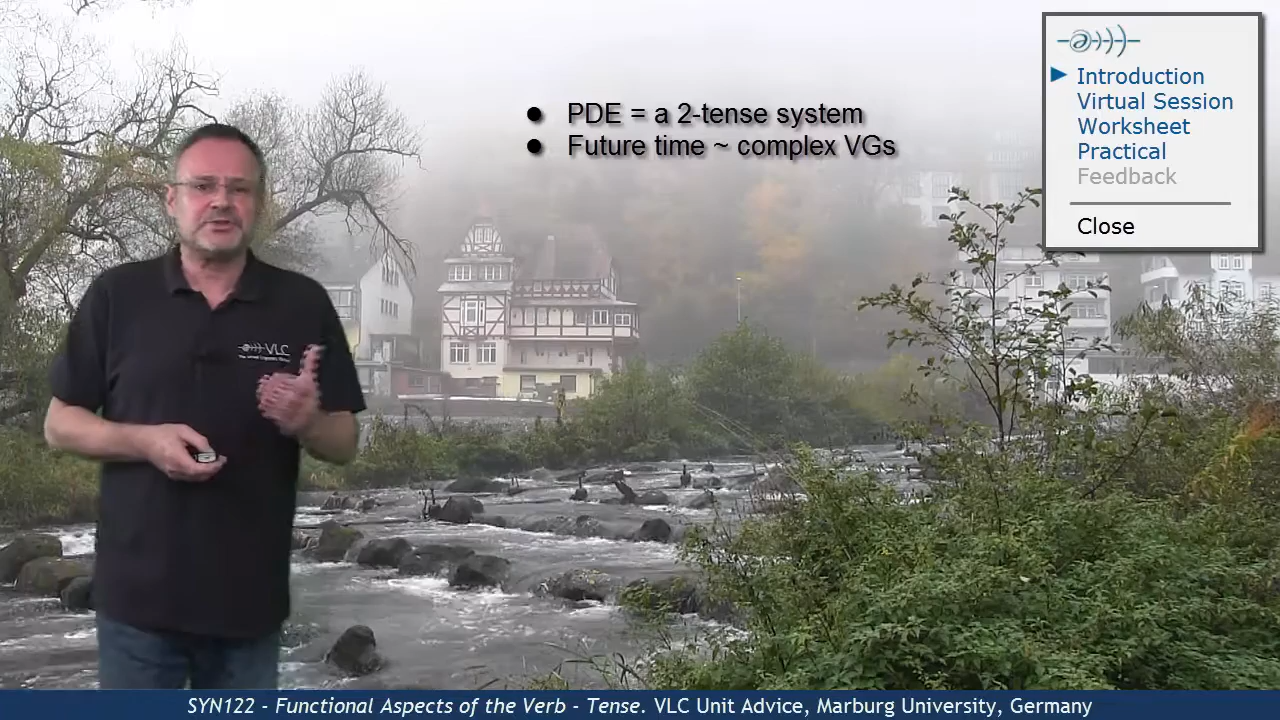 ● PDE = a 2-tense system
● Future time ~ complex VGs
Introduction
Virtual Session
Worksheet
Practical
Feedback
Close
VLC
SYN122 - Functional Aspects of the Verb - Tense. VLC Unit Advice, Marburg University, Germany